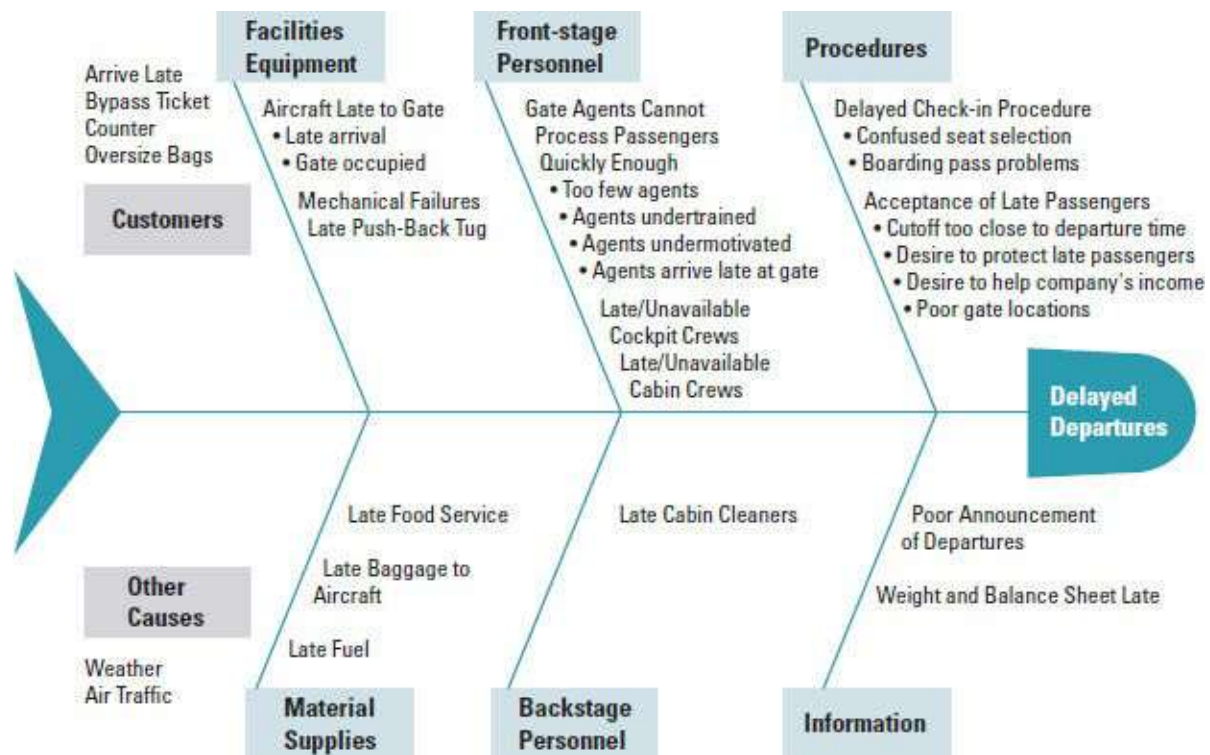 Facilities
Equipment
Front-stage
Personnel
Procedures
Arrive Late
Bypass Ticket
Counter
Oversize Bags
Customers
Aircraft Late to Gate
• Late arrival
• Gate occupied
Mechanical Failures
Late Push-Back Tug
Gate Agents Cannot
Process Passengers
Quickly Enough
• Too few agents
• Agents undertrained
• Agents undermotivated
• Agents arrive late at gate
Late/Unavailable
Cockpit Crews
Late/Unavailable
Cabin Crews
Delayed Check-in Procedure
• Confused seat selection
• Boarding pass problems
Acceptance of Late Passengers
• Cutoff too close to departure time
• Desire to protect late passengers
• Desire to help company's income
• Poor gate locations
Delayed
Departures
Other
Causes
Weather
Air Traffic
Late Food Service
Late Baggage to
Aircraft
Late Fuel
Material
Supplies
Late Cabin Cleaners
Backstage
Personnel
Poor Announcement
of Departures
Weight and Balance Sheet Late
Information